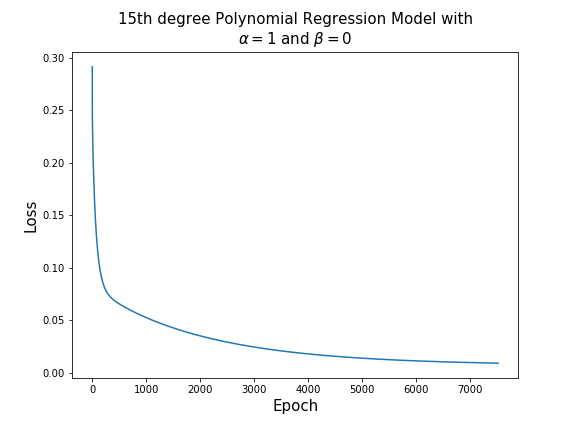 15th degree Polynomial Regression Model with
α = 1 and β = 0
0.30
0.25
0.20
0.15
0.10
0.05
0.00
Loss
0 1000 2000 3000 4000 5000 6000 7000
Epoch